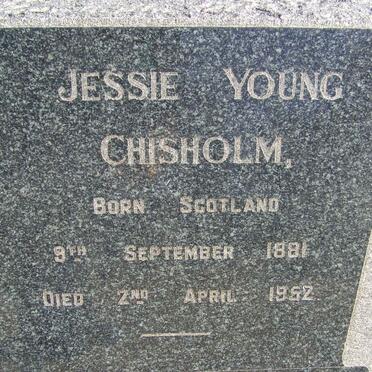 JESSIE YOUNG
CHISHOLM,
BORN SCOTLAND
9TH SEPTEMBER 1881
DIED 2ND APRIL 1952